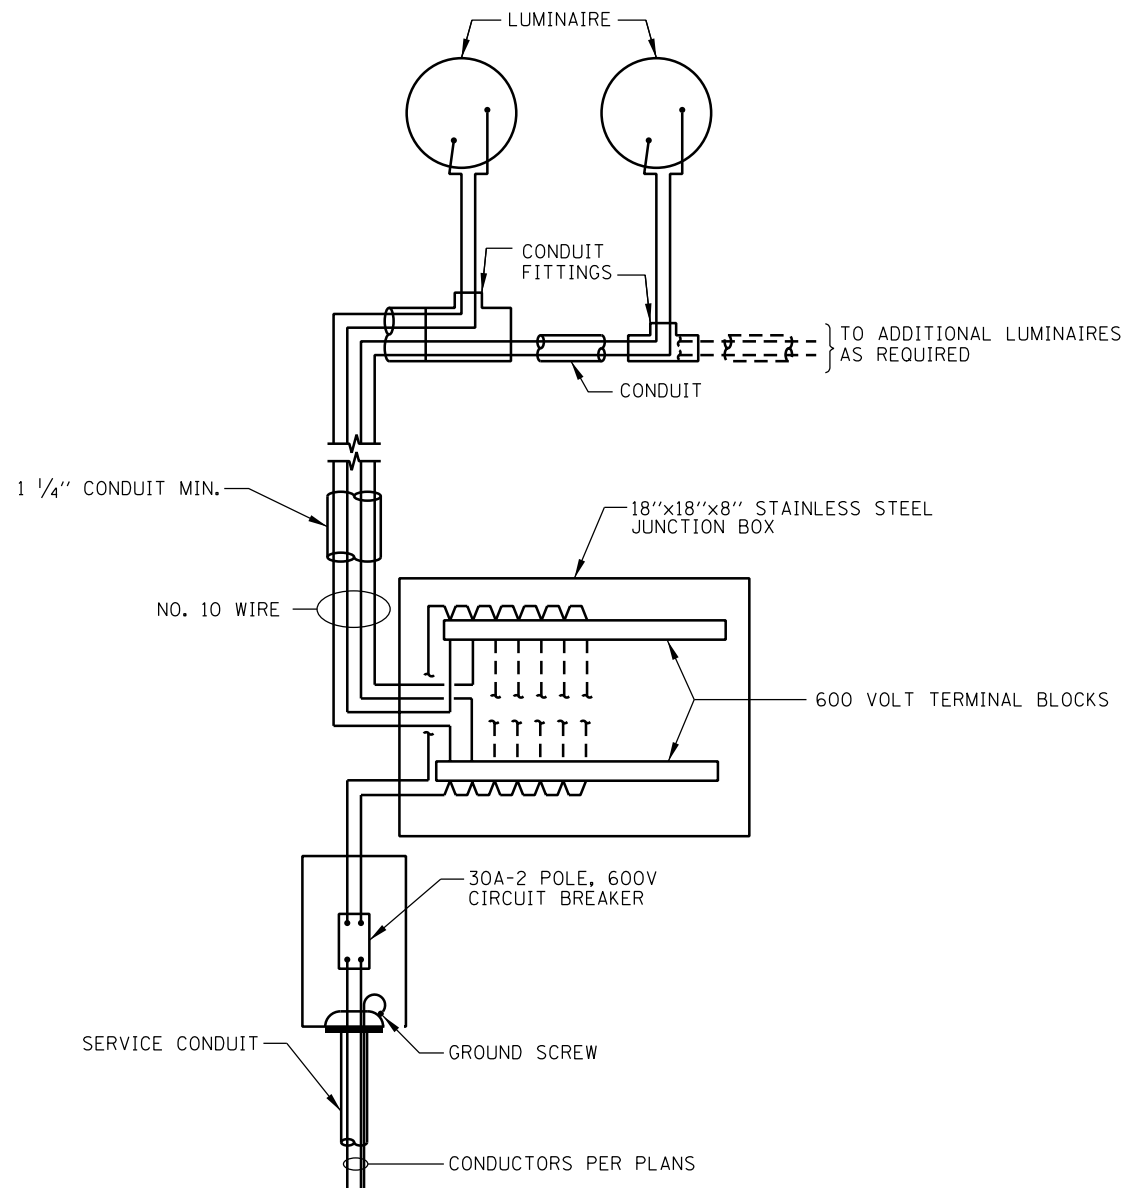 LUMINAIRE
CONDUIT
FITTINGS
TO ADDITIONAL LUMINAIRES
AS REQUIRED
CONDUIT
1 1/4'' CONDUIT MIN.
18''x18''x8'' STAINLESS STEEL
JUNCTION BOX
NO. 10 WIRE
600 VOLT TERMINAL BLOCKS
30A-2 POLE, 600V
CIRCUIT BREAKER
SERVICE CONDUIT
GROUND SCREW
CONDUCTORS PER PLANS